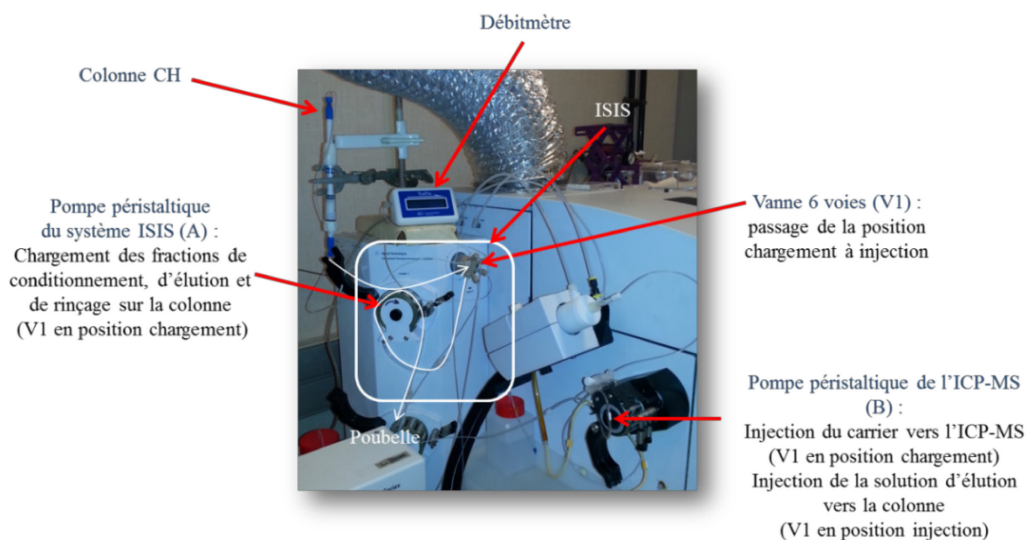 Débitmètre
Colonne CH
ISIS
Pompe péristaltique
du système ISIS (A) :
Chargement des fractions de
conditionnement, d’élution et
de rinçage sur la colonne
(V1 en position chargement)
Vanne 6 voies (V1) :
passage de la position
chargement à injection
Pompe péristaltique de l’ICP-MS
(B) :
Injection du carrier vers l’ICP-MS
(V1 en position chargement)
Injection de la solution d’élution
vers la colonne
(V1 en position injection)
Poubelle